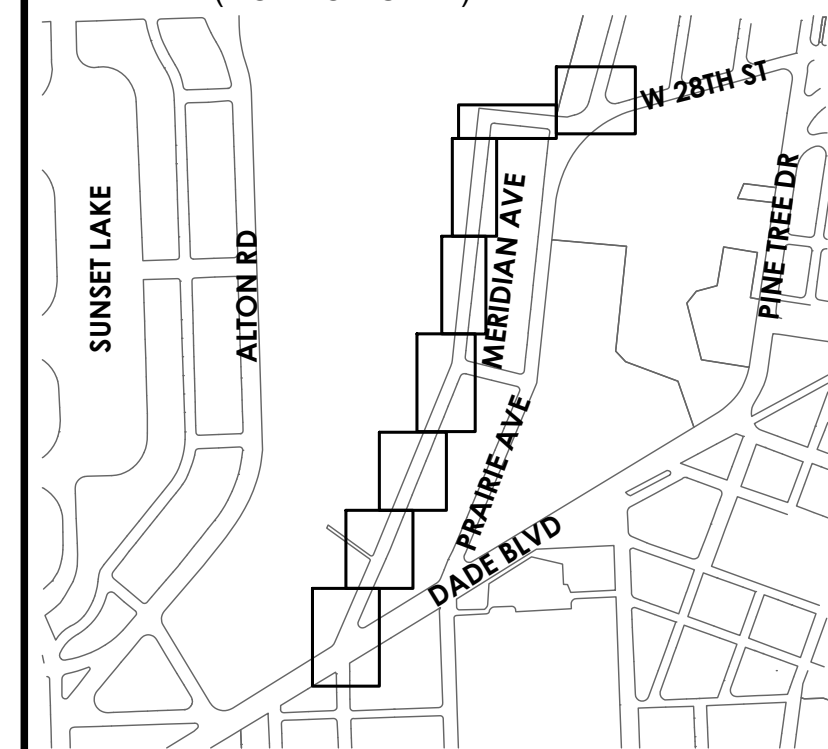 W 28TH ST
PINE TREE DR
MERIDIAN AVE
SUNSET LAKE
ALTON RD
PRAIRIE AVE
DADE BLVD